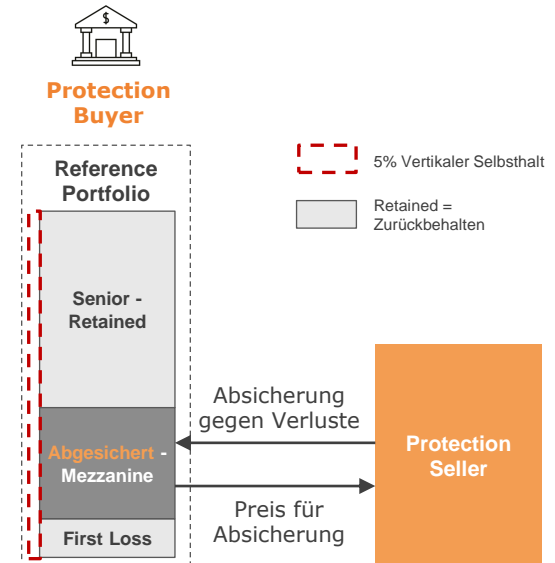 $
Protection
Buyer
Reference
Portfolio
5% Vertikaler Selbsthalt
Retained =
Zurückbehalten
Senior -
Retained
Absicherung
gegen Verluste
Abgesichert -
Mezzanine
Protection
Seller
Preis für
Absicherung
First Loss